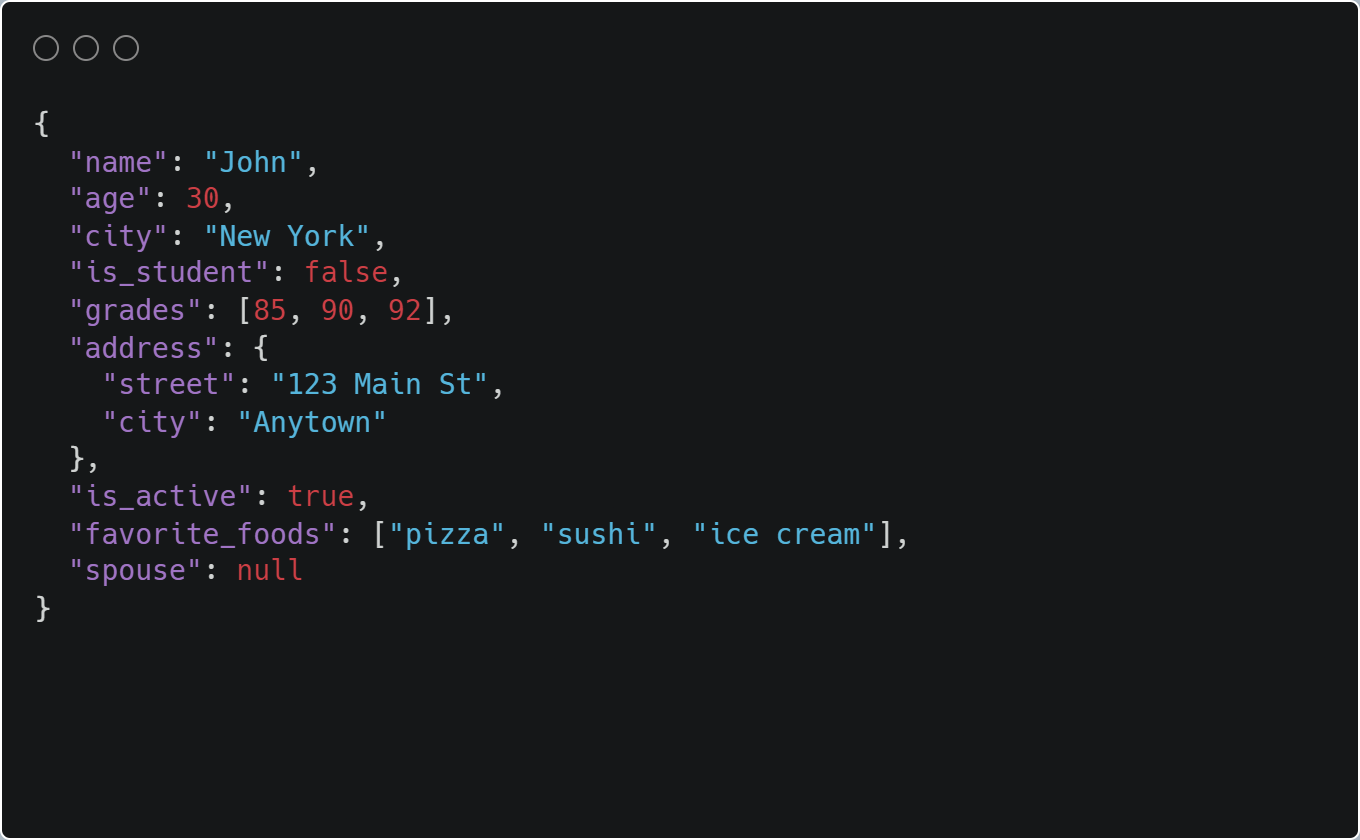 {
  "name": "John",
  "age": 30,
  "city": "New York",
  "is_student": false,
  "grades": [85, 90, 92],
  "address": {
    "street": "123 Main St",
    "city": "Anytown"
  },
  "is_active": true,
  "favorite_foods": ["pizza", "sushi", "ice cream"],
  "spouse": null
}